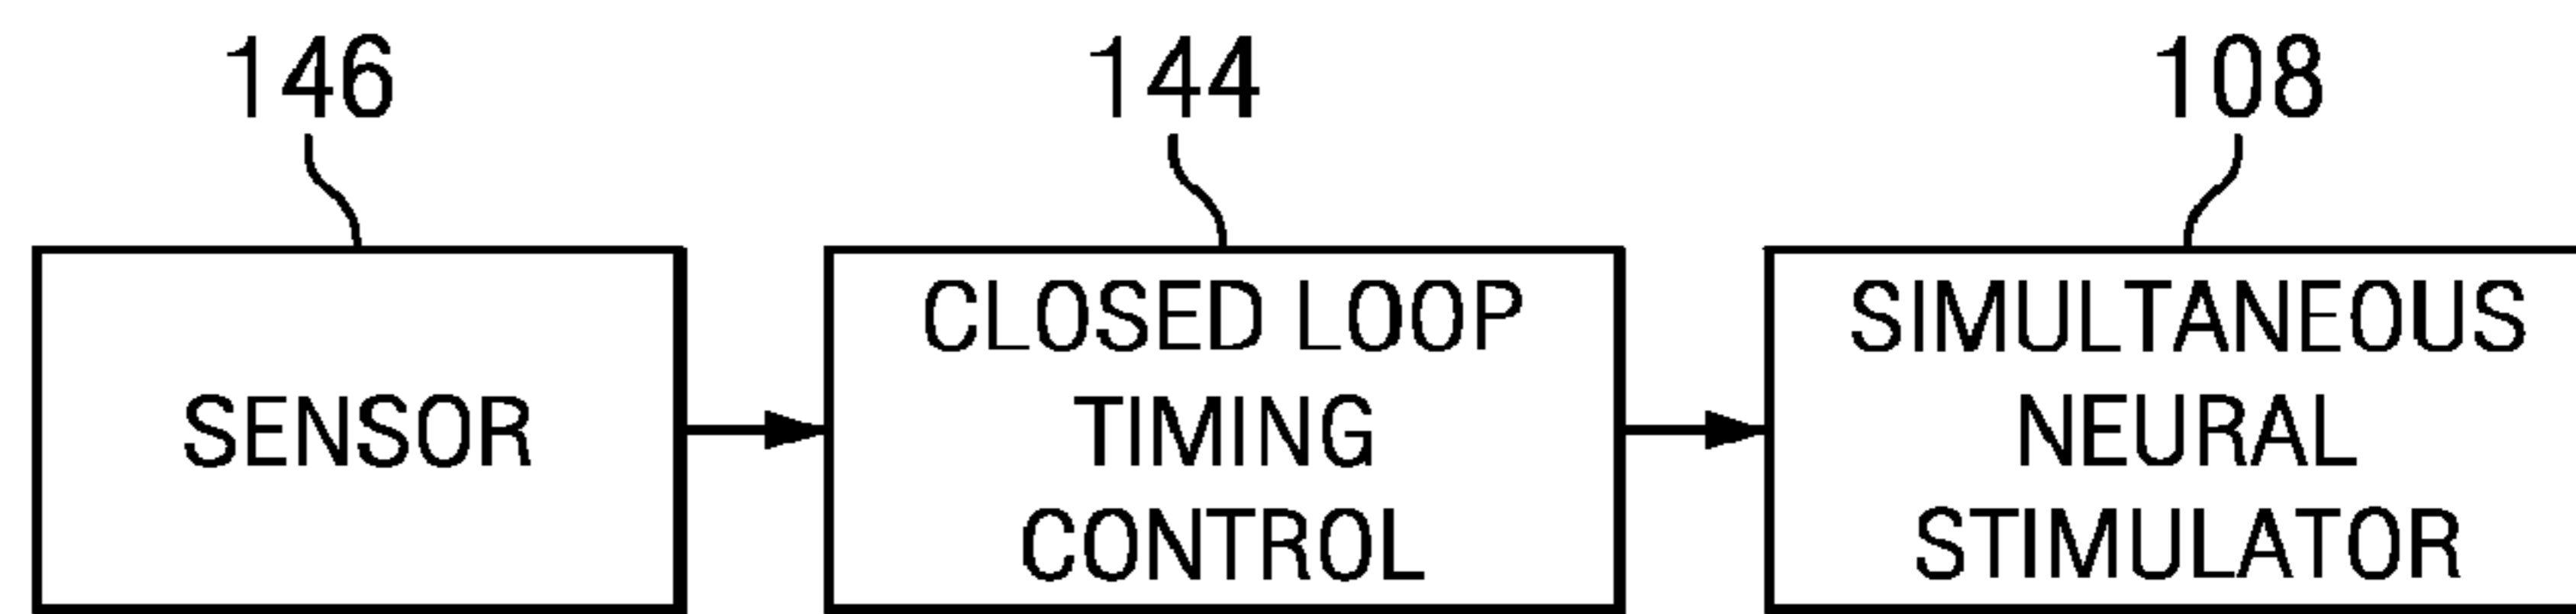 146
144
108
SENSOR
CLOSED LOOP
TIMING
CONTROL
SIMULTANEOUS
NEURAL
STIMULATOR